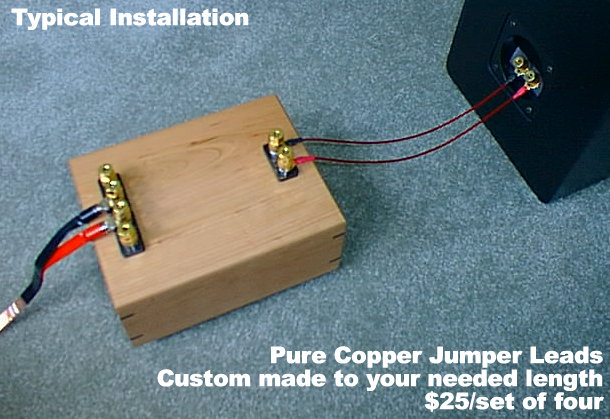 Typical Installation
Pure Copper Jumper Leads
Custom made to your needed length
$25/set of four